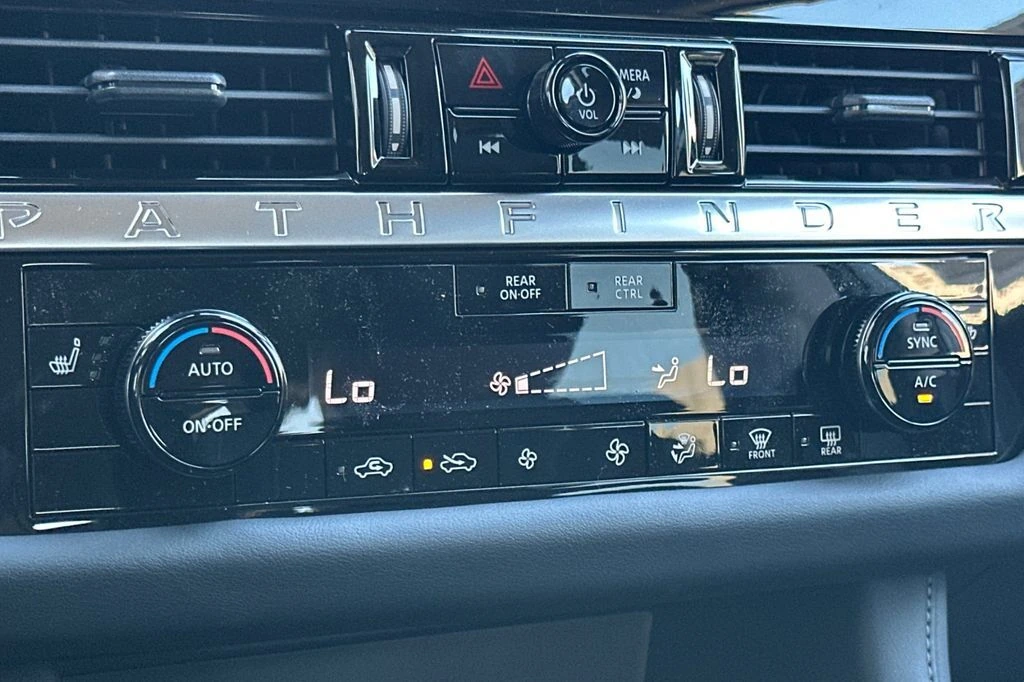 MERA
VOL
PATHFINDER
REAR
ON·OFF
REAR
CTRL
AUTO
ON·OFF
Lo
Lo
SYNC
A/C
FRONT
REAR